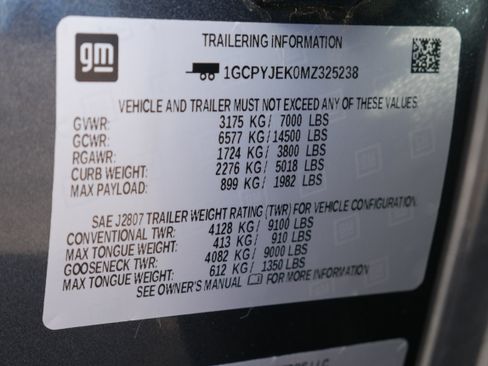 gm
TRAILERING INFORMATION
1GCPYJEK0MZ325238
VEHICLE AND TRAILER MUST NOT EXCEED ANY OF THESE VALUES.
GVWR: 3175 KG/ 7000 LBS
GCWR: 6577 KG/ 14500 LBS
RGAWR: 1724 KG/ 3800 LBS
CURB WEIGHT: 2276 KG/ 5018 LBS
MAX PAYLOAD: 899 KG/ 1982 LBS
SAE J2807 TRAILER WEIGHT RATING (TWR) FOR VEHICLE CONFIGURATION.
CONVENTIONAL TWR: 4128 KG/ 9100 LBS
MAX TONGUE WEIGHT: 413 KG/ 910 LBS
GOOSENECK TWR: 4082 KG/ 9000 LBS
MAX TONGUE WEIGHT: 612 KG/ 1350 LBS
SEE OWNER'S MANUAL FOR MORE INFORMATION